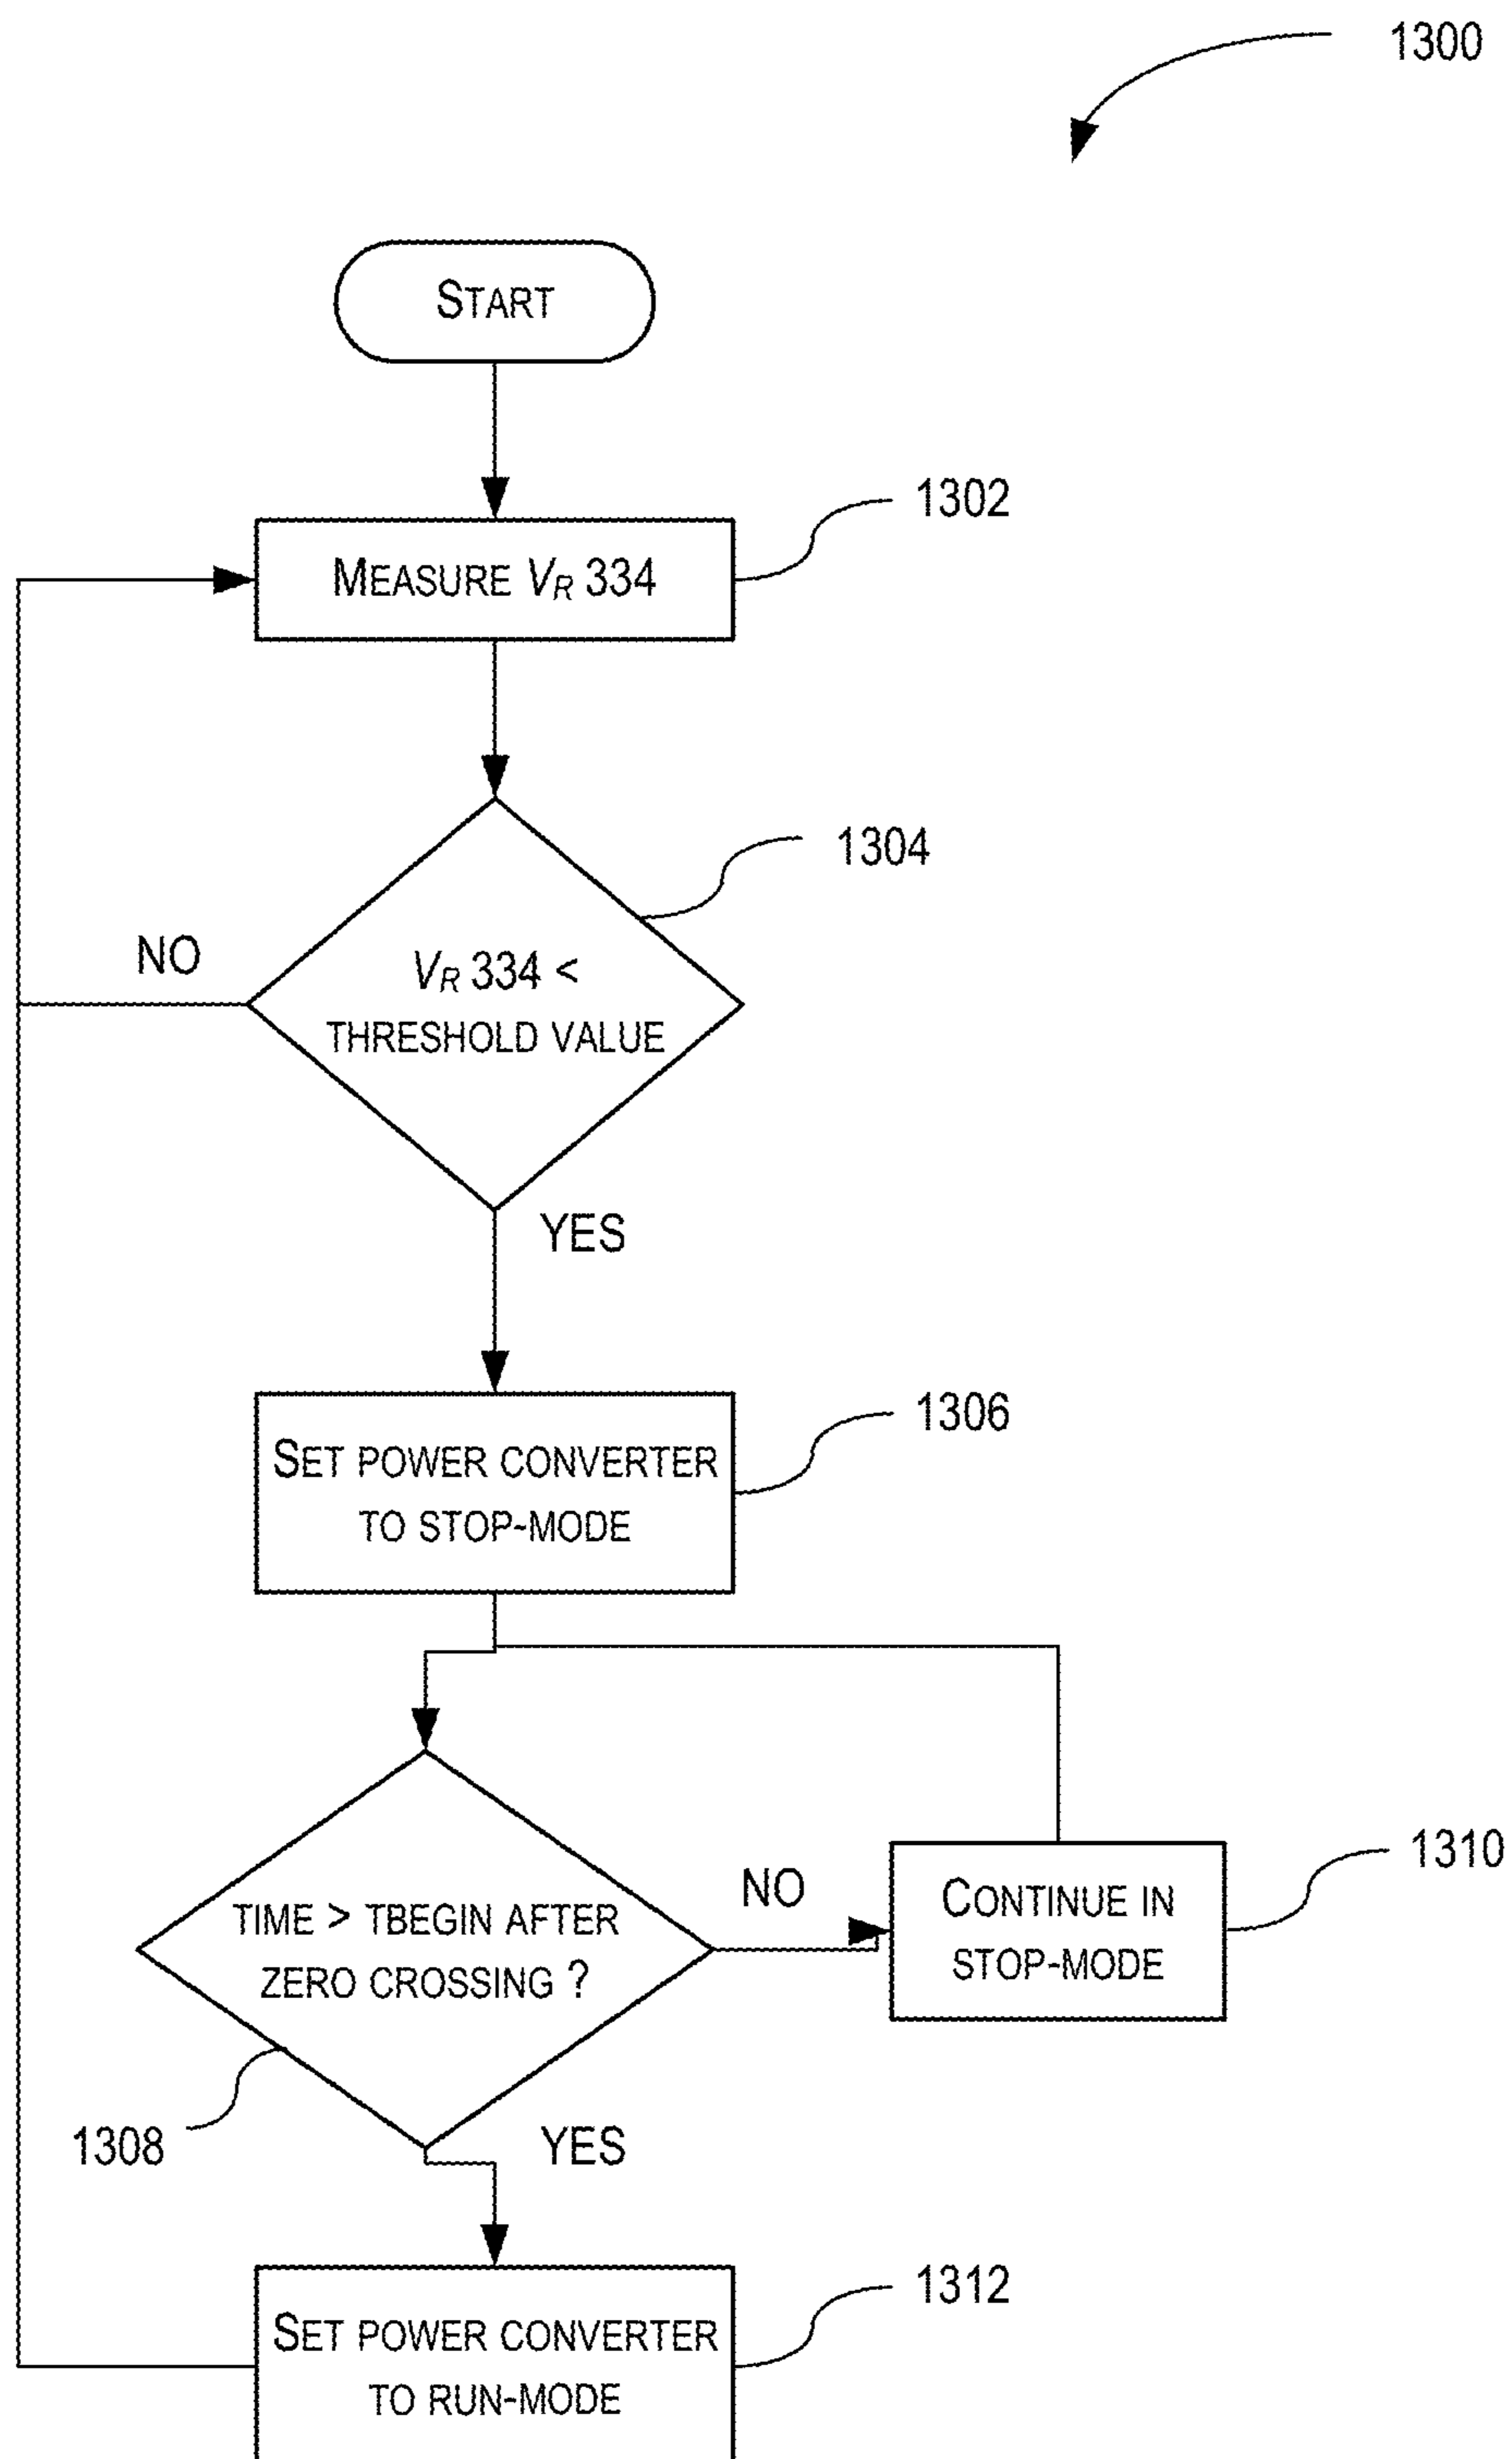 1300
START
1302
MEASURE VR 334
1304
NO
VR 334 <
THRESHOLD VALUE
YES
1306
SET POWER CONVERTER
TO STOP-MODE
1310
NO
CONTINUE IN
STOP-MODE
TIME > TBEGIN AFTER
ZERO CROSSING ?
1308
YES
1312
SET POWER CONVERTER
TO RUN-MODE